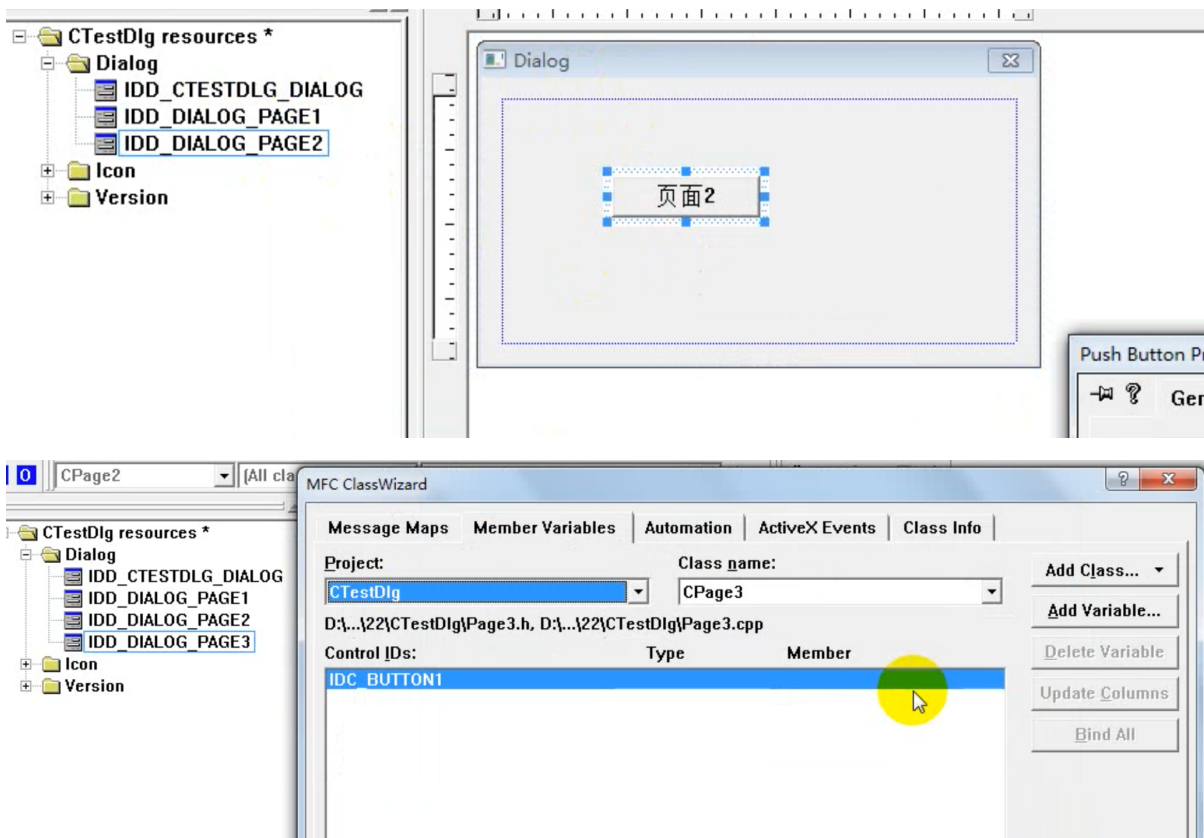 CTestDlg resources *
Dialog
IDD_CTESTDLG_DIALOG
IDD_DIALOG_PAGE1
IDD_DIALOG_PAGE2
Icon
Version
Dialog
页面2
Push Button P
Ger
CPage2
(All cla
MFC ClassWizard
CTestDlg resources *
Dialog
IDD_CTESTDLG_DIALOG
IDD_DIALOG_PAGE1
IDD_DIALOG_PAGE2
IDD_DIALOG_PAGE3
Icon
Version
Message Maps Member Variables Automation ActiveX Events Class Info
Project: Class name:
CTestDlg CPage3
D:\...\22\CTestDlg\Page3.h, D:\...\22\CTestDlg\Page3.cpp
Control IDs: Type Member
IDC_BUTTON1
Add Class...
Add Variable...
Delete Variable
Update Columns
Bind All